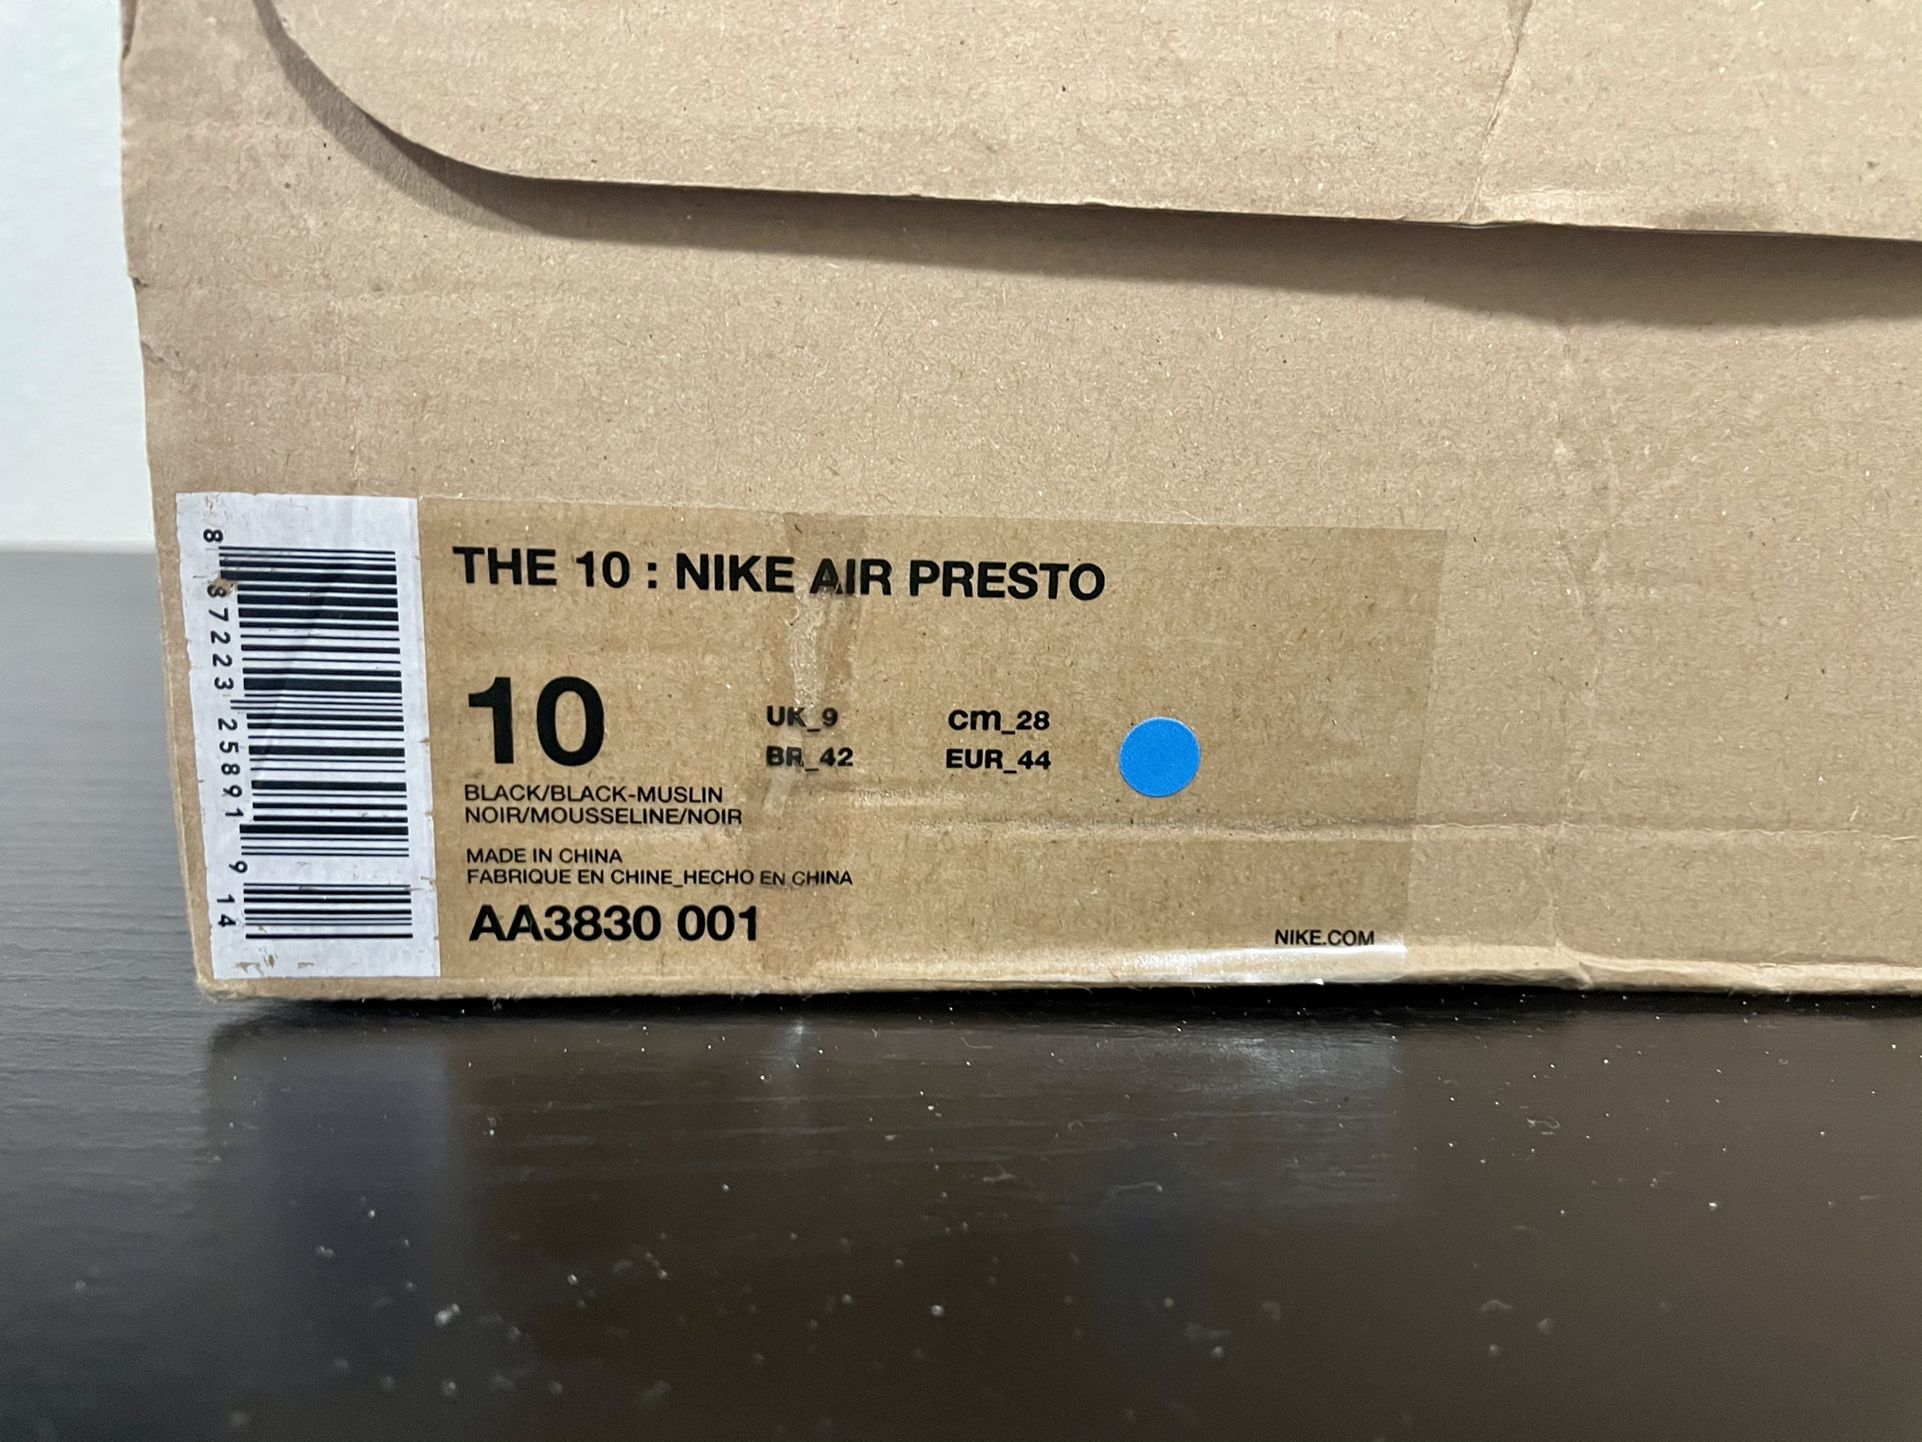 8 87223 25891 9 14
THE 10 : NIKE AIR PRESTO
10
UK_9 cm_28
BR_42 EUR_44
BLACK/BLACK-MUSLIN
NOIR/MOUSSELINE/NOIR
MADE IN CHINA
FABRIQUE EN CHINE_HECHO EN CHINA
AA3830 001
NIKE.COM